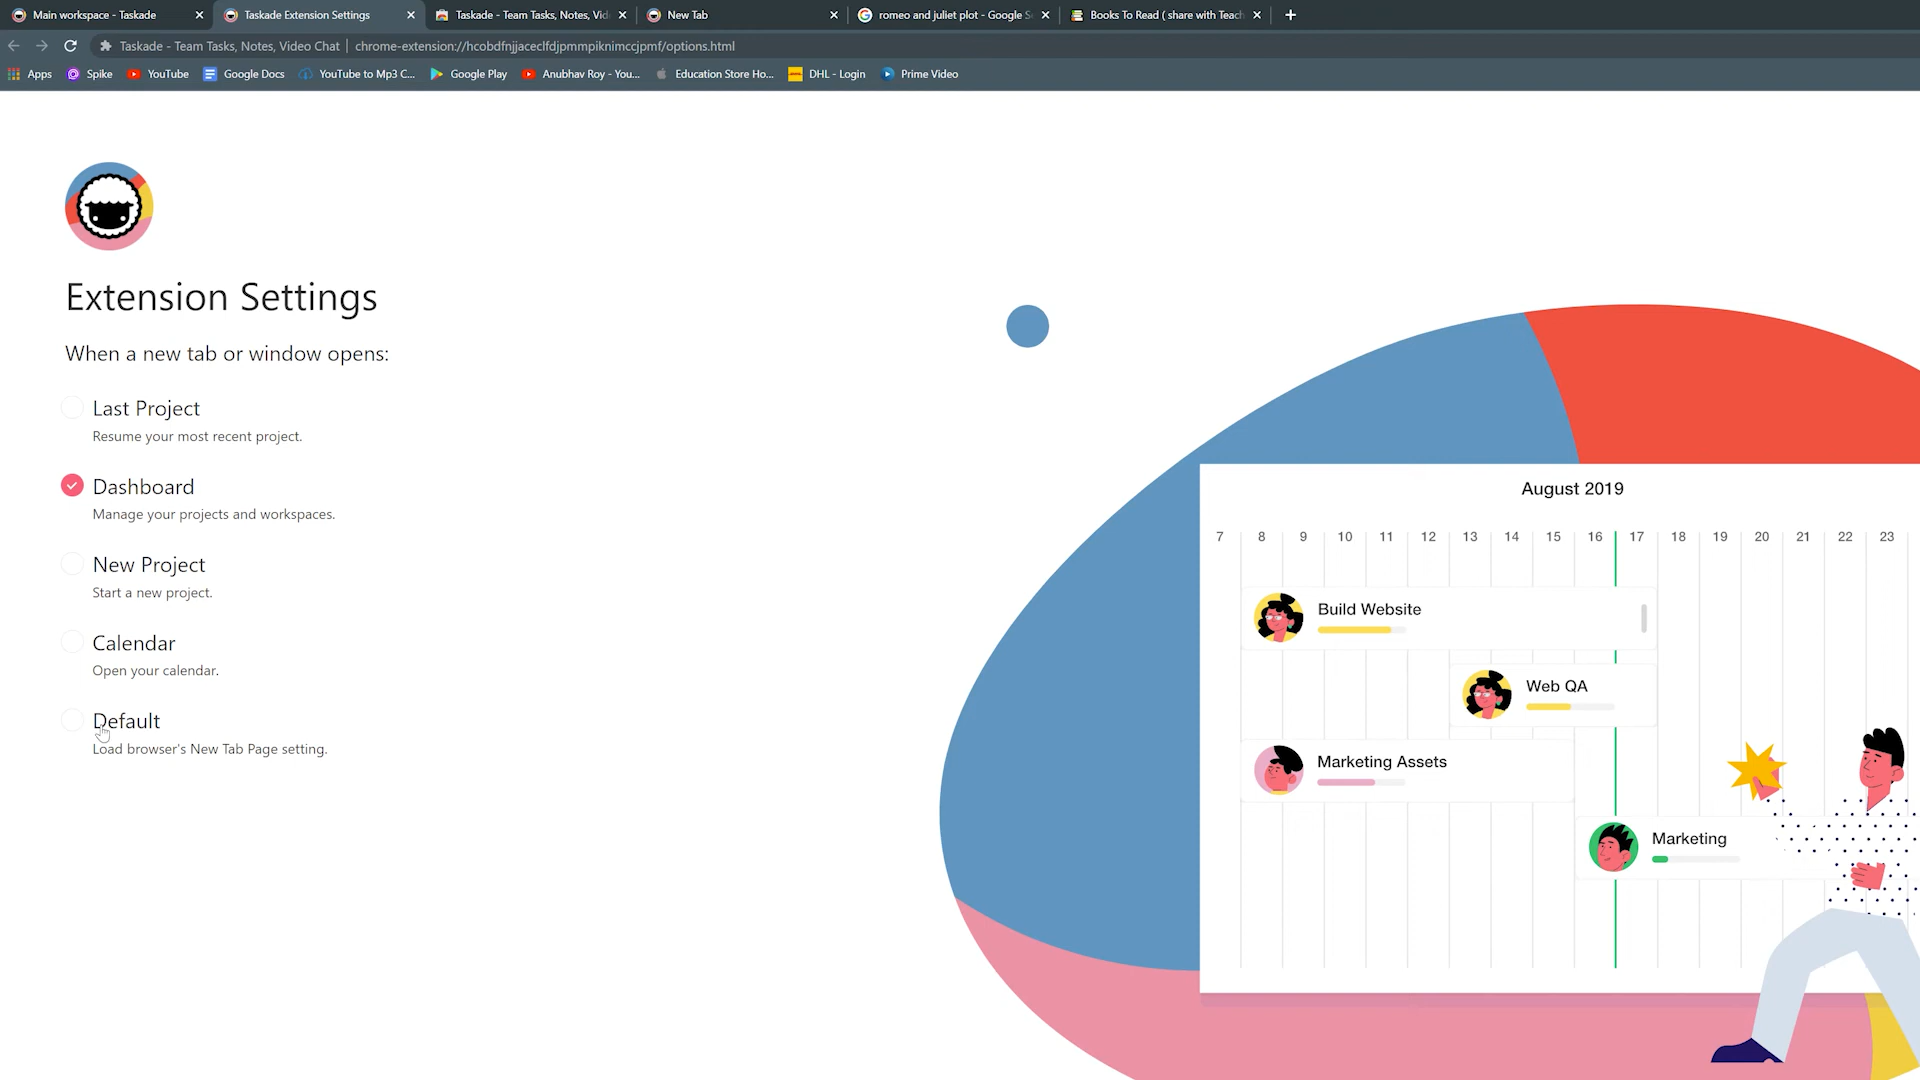 Main workspace - Taskade
Taskade Extension Settings
Taskade - Team Tasks, Notes, Vid
New Tab
romeo and juliet plot - Google S
Books To Read ( share with Teach
Taskade - Team Tasks, Notes, Video Chat | chrome-extension://hcobdfnjjaceclfdjpmmpiknimccjpmf/options.html
Apps
Spike
YouTube
Google Docs
YouTube to Mp3 C...
Google Play
Anubhav Roy - You...
Education Store Ho...
DHL - Login
Prime Video
Extension Settings
When a new tab or window opens:
Last Project
Resume your most recent project.
Dashboard
Manage your projects and workspaces.
New Project
Start a new project.
Calendar
Open your calendar.
Default
Load browser's New Tab Page setting.
August 2019
7 8 9 10 11 12 13 14 15 16 17 18 19 20 21 22 23
Build Website
Web QA
Marketing Assets
Marketing